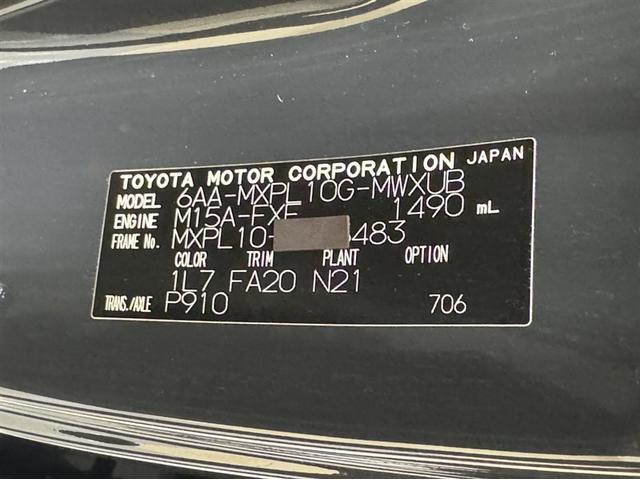 TOYOTA MOTOR CORPORATION JAPAN
MODEL 6AA-MXPL10G-MWXUB
ENGINE M15A-FXE 1490 mL
FRAME No. MXPL10- 483
COLOR TRIM PLANT OPTION
1L7 FA20 N21
TRANS./AXLE P910 706